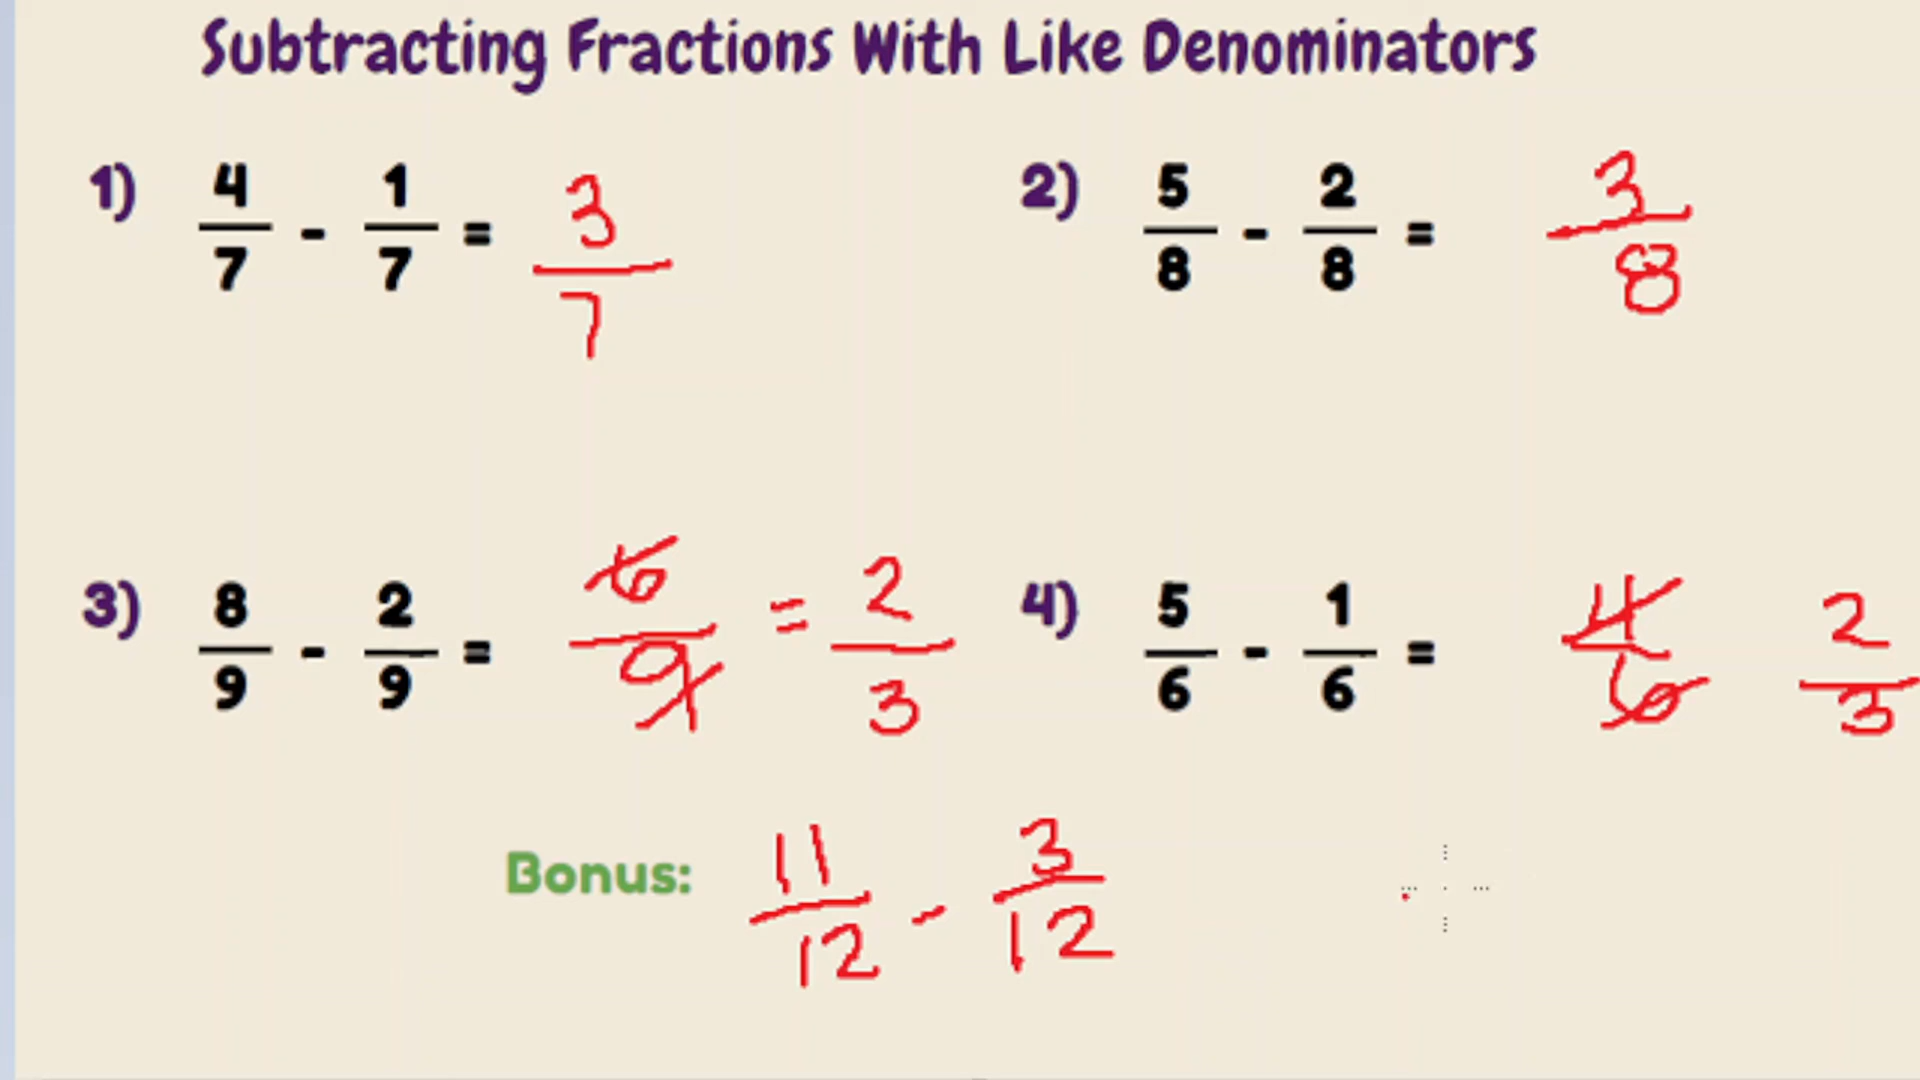 Subtracting Fractions With Like Denominators
1) 4/7 - 1/7 = 3/7
2) 5/8 - 2/8 = 3/8
3) 8/9 - 2/9 = 6/9 = 2/3
4) 5/6 - 1/6 = 4/6 2/3
Bonus: 11/12 - 3/12